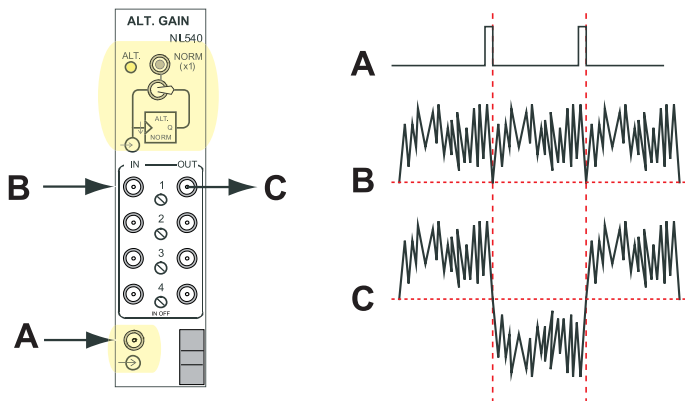 ALT. GAIN
NL540
ALT.
NORM
(x1)
ALT.
Q
NORM
IN
OUT
B
1
C
2
3
4
IN OFF
A
A
B
C